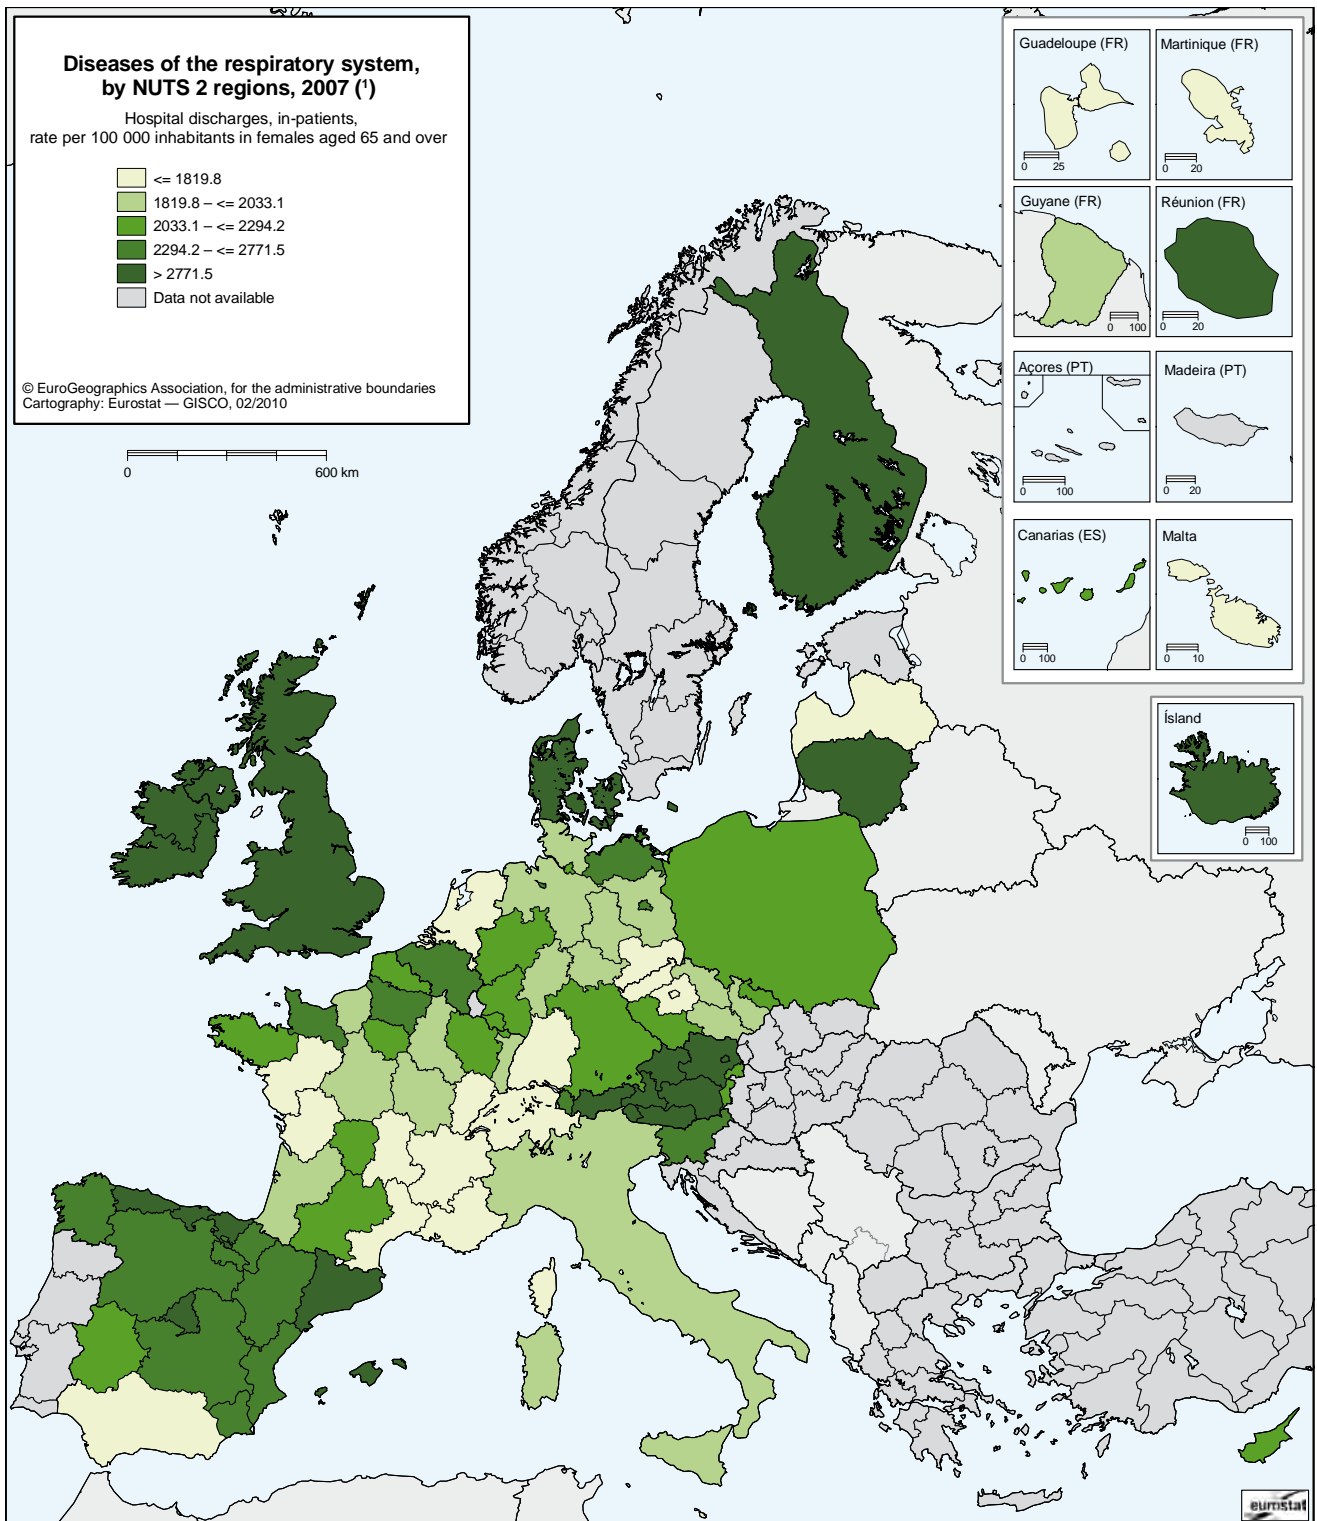 Diseases of the respiratory system,
by NUTS 2 regions, 2007 (¹)
Hospital discharges, in-patients,
rate per 100 000 inhabitants in females aged 65 and over
<= 1819.8
1819.8 – <= 2033.1
2033.1 – <= 2294.2
2294.2 – <= 2771.5
> 2771.5
Data not available
© EuroGeographics Association, for the administrative boundaries
Cartography: Eurostat — GISCO, 02/2010
0 600 km
Guadeloupe (FR)
0 25
Martinique (FR)
0 20
Guyane (FR)
0 100
Réunion (FR)
0 20
Açores (PT)
0 100
Madeira (PT)
0 20
Canarias (ES)
0 100
Malta
0 10
Ísland
0 100
eurostat